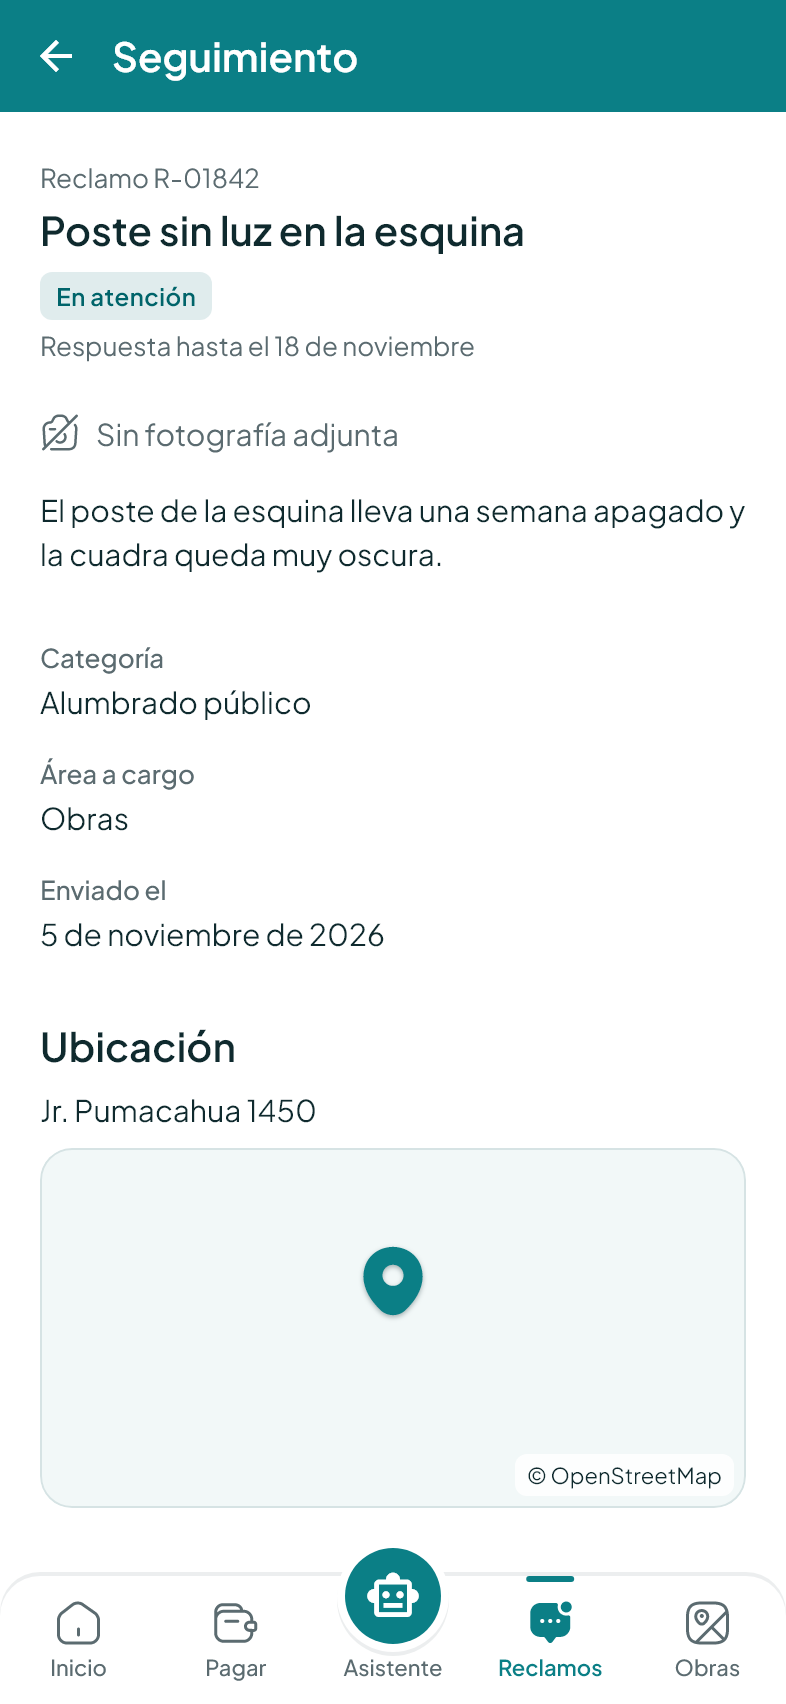 Seguimiento
Reclamo R-01842
Poste sin luz en la esquina
En atención
Respuesta hasta el 18 de noviembre
Sin fotografía adjunta
El poste de la esquina lleva una semana apagado y
la cuadra queda muy oscura.
Categoría
Alumbrado público
Área a cargo
Obras
Enviado el
5 de noviembre de 2026
Ubicación
Jr. Pumacahua 1450
© OpenStreetMap
Inicio
Pagar
Asistente
Reclamos
Obras